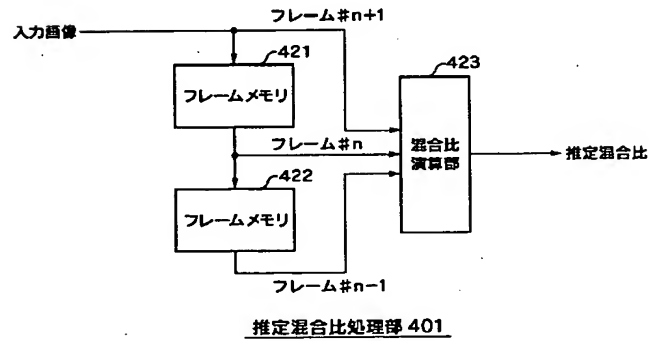 フレーム#n+1
入力画像
421
423
フレームメモリ
フレーム#n
混合比
演算部
推定混合比
422
フレームメモリ
フレーム#n-1
推定混合比処理部 401